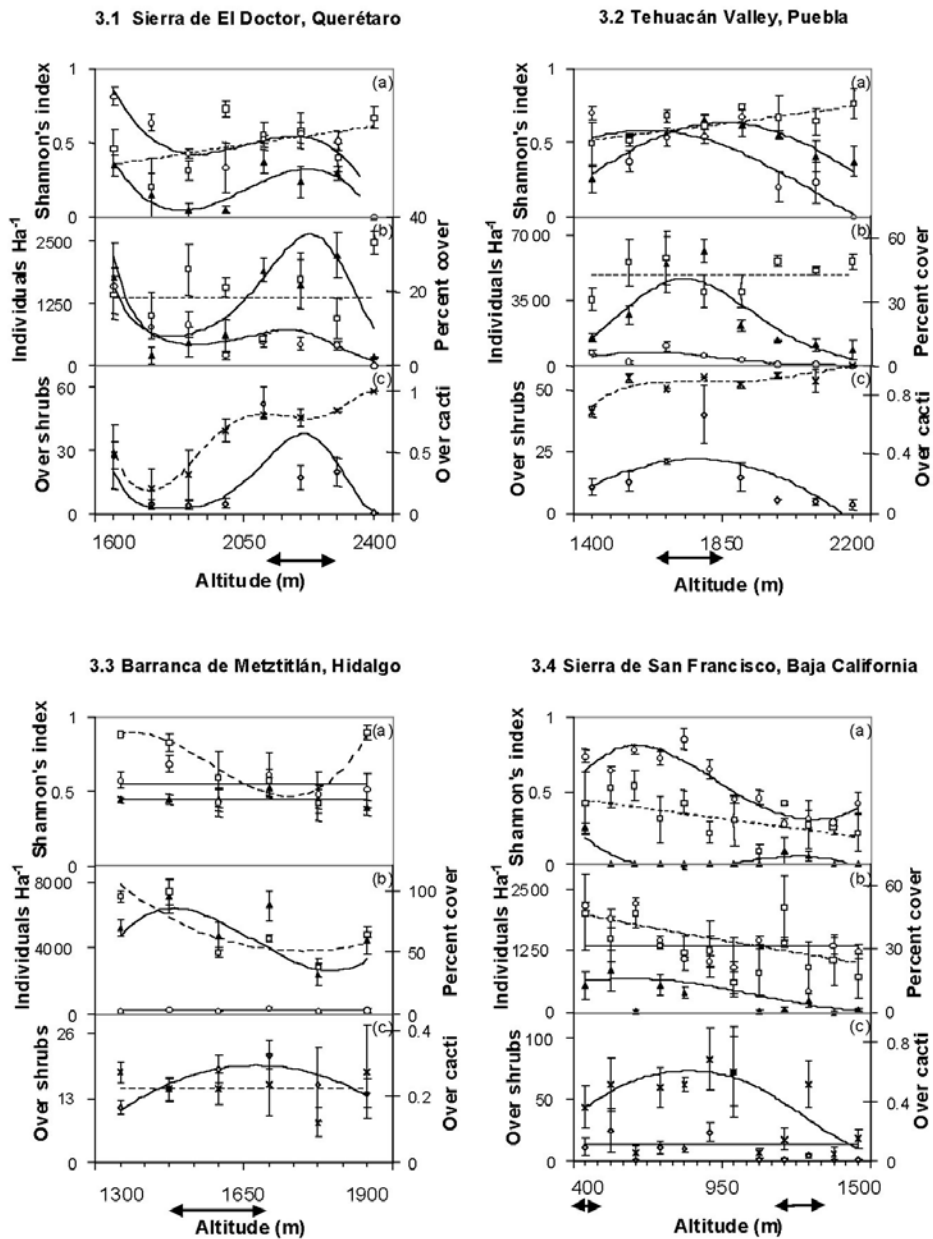 3.1 Sierra de El Doctor, Querétaro
1
0.5
0
Shannon's index
(a)
2500
1250
0
Individuals Ha-1
(b)
40
20
0
Percent cover
60
30
0
Over shrubs
(c)
1
0.5
0
Over cacti
1600 2050 2400
Altitude (m)
3.2 Tehuacán Valley, Puebla
1
0.5
0
Shannon's index
(a)
7000
3500
0
Individuals Ha-1
(b)
60
40
20
0
Percent cover
50
25
0
Over shrubs
(c)
0.8
0.4
0
Over cacti
1400 1850 2200
Altitude (m)
3.3 Barranca de Metztitlán, Hidalgo
1
0.5
0
Shannon's index
(a)
8000
4000
0
Individuals Ha-1
(b)
100
50
0
Percent cover
26
13
0
Over shrubs
(c)
0.4
0.2
0
Over cacti
1300 1650 1900
Altitude (m)
3.4 Sierra de San Francisco, Baja California
1
0.5
0
Shannon's index
(a)
2500
1250
0
Individuals Ha-1
(b)
60
30
0
Percent cover
100
50
0
Over shrubs
(c)
0.8
0.4
0
Over cacti
400 950 1500
Altitude (m)